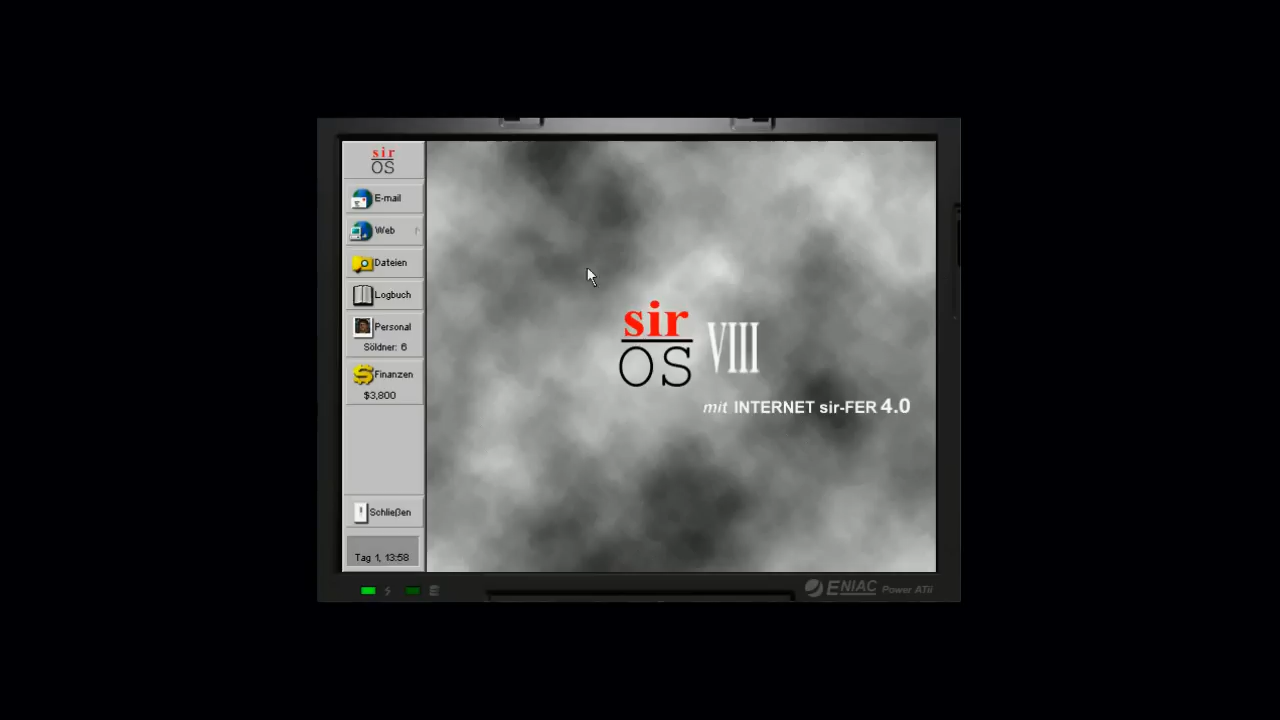 sir
OS
E-mail
Web
Dateien
Logbuch
Personal
Söldner: 6
Finanzen
$3,800
Schließen
Tag 1, 13:58
sir
OS VIII
mit INTERNET sir-FER 4.0
ENIAC Power ATii